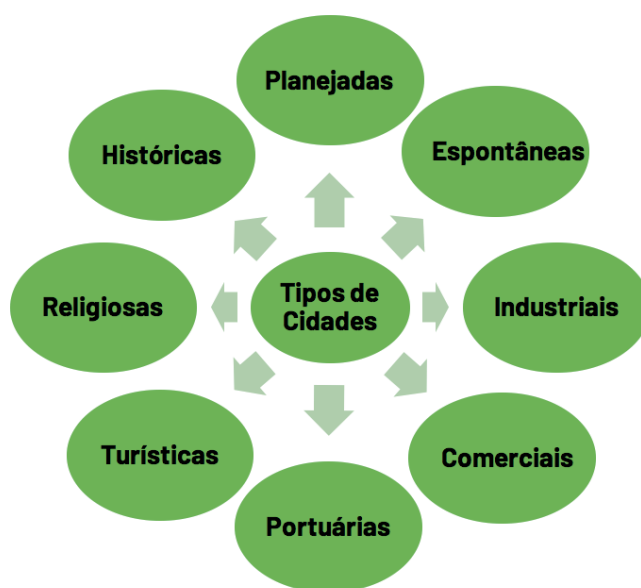 Planejadas
Históricas
Espontâneas
Tipos de
Cidades
Religiosas
Industriais
Turísticas
Comerciais
Portuárias